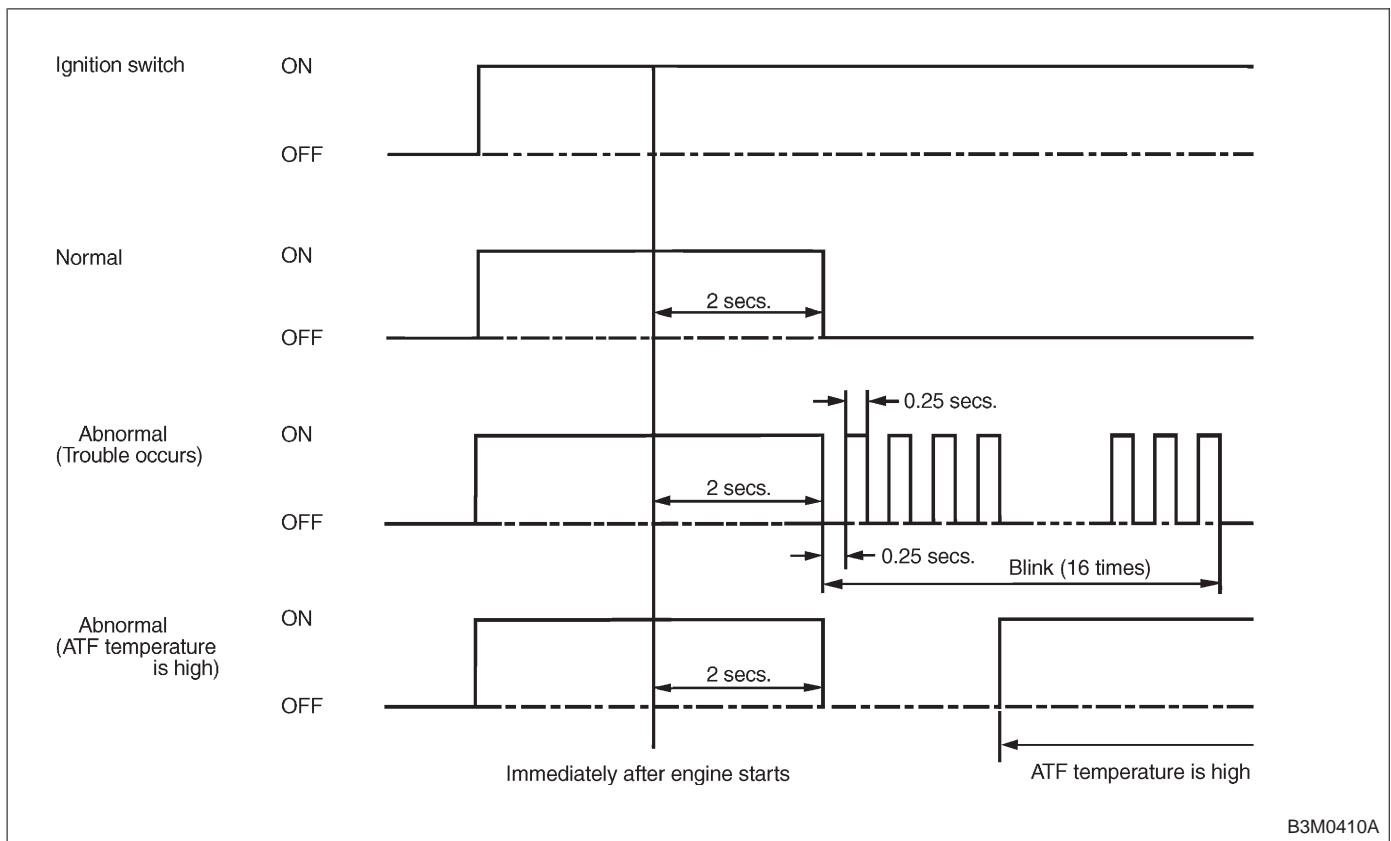 Ignition switch
ON
OFF
Normal
ON
2 secs.
OFF
0.25 secs.
Abnormal
(Trouble occurs)
ON
2 secs.
OFF
0.25 secs.
Blink (16 times)
Abnormal
(ATF temperature
is high)
ON
2 secs.
OFF
Immediately after engine starts
ATF temperature is high
B3M0410A